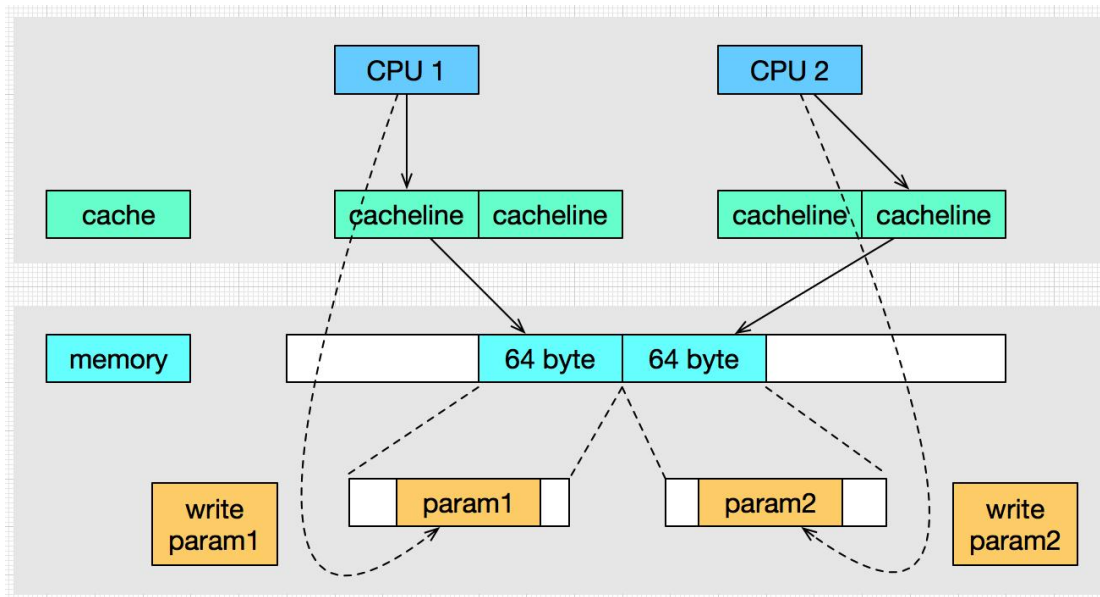 CPU 1
CPU 2
cache
cacheline
cacheline
cacheline
cacheline
memory
64 byte
64 byte
write
param1
param1
param2
write
param2